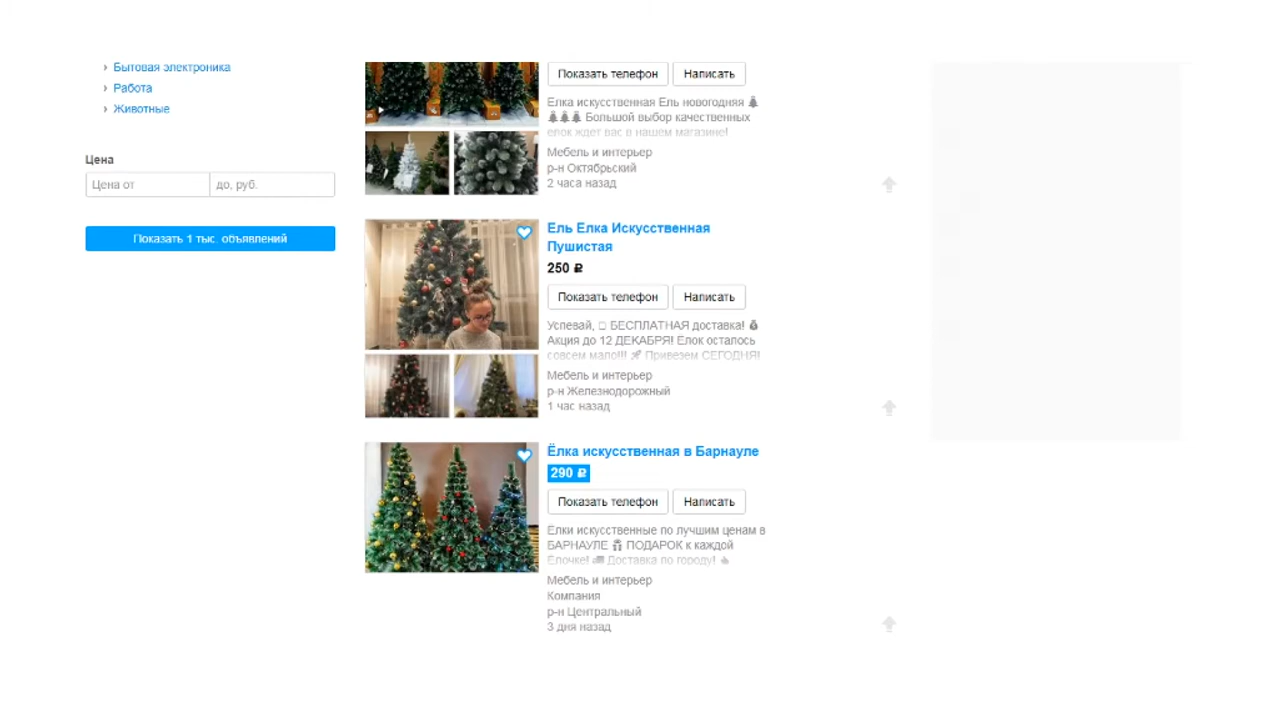 Бытовая электроника
Работа
Животные
Цена
Цена от
до, руб.
Показать 1 тыс. объявлений
Показать телефон
Написать
Елка искусственная Ель новогодняя 🌲
🌲🌲🌲 Большой выбор качественных
елок ждет вас в нашем магазине!
Мебель и интерьер
р-н Октябрьский
2 часа назад
Ель Елка Искусственная
Пушистая
250 ₽
Показать телефон
Написать
Успевай, □ БЕСПЛАТНАЯ доставка! 💰
Акция до 12 ДЕКАБРЯ! Елок осталось
совсем мало!!! 🚀 Привезем СЕГОДНЯ!
Мебель и интерьер
р-н Железнодорожный
1 час назад
Ёлка искусственная в Барнауле
290 ₽
Показать телефон
Написать
Елки искусственные по лучшим ценам в
БАРНАУЛЕ 🎁 ПОДАРОК к каждой
Елочке! 🚚 Доставка по городу! 👍
Мебель и интерьер
Компания
р-н Центральный
3 дня назад